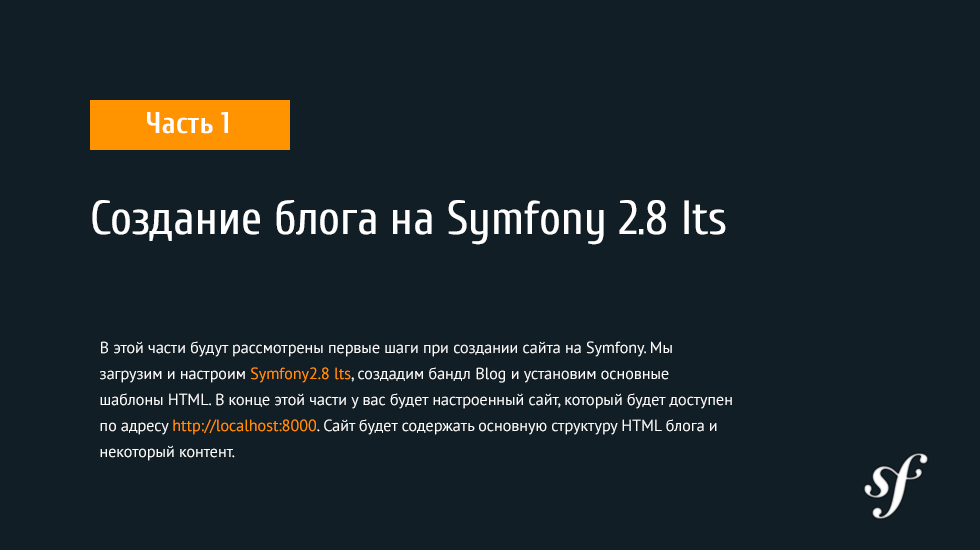 Часть 1
Создание блога на Symfony 2.8 lts
В этой части будут рассмотрены первые шаги при создании сайта на Symfony. Мы
загрузим и настроим Symfony2.8 lts, создадим бандл Blog и установим основные
шаблоны HTML. В конце этой части у вас будет настроенный сайт, который будет доступен
по адресу http://localhost:8000. Сайт будет содержать основную структуру HTML блога и
некоторый контент.
sf